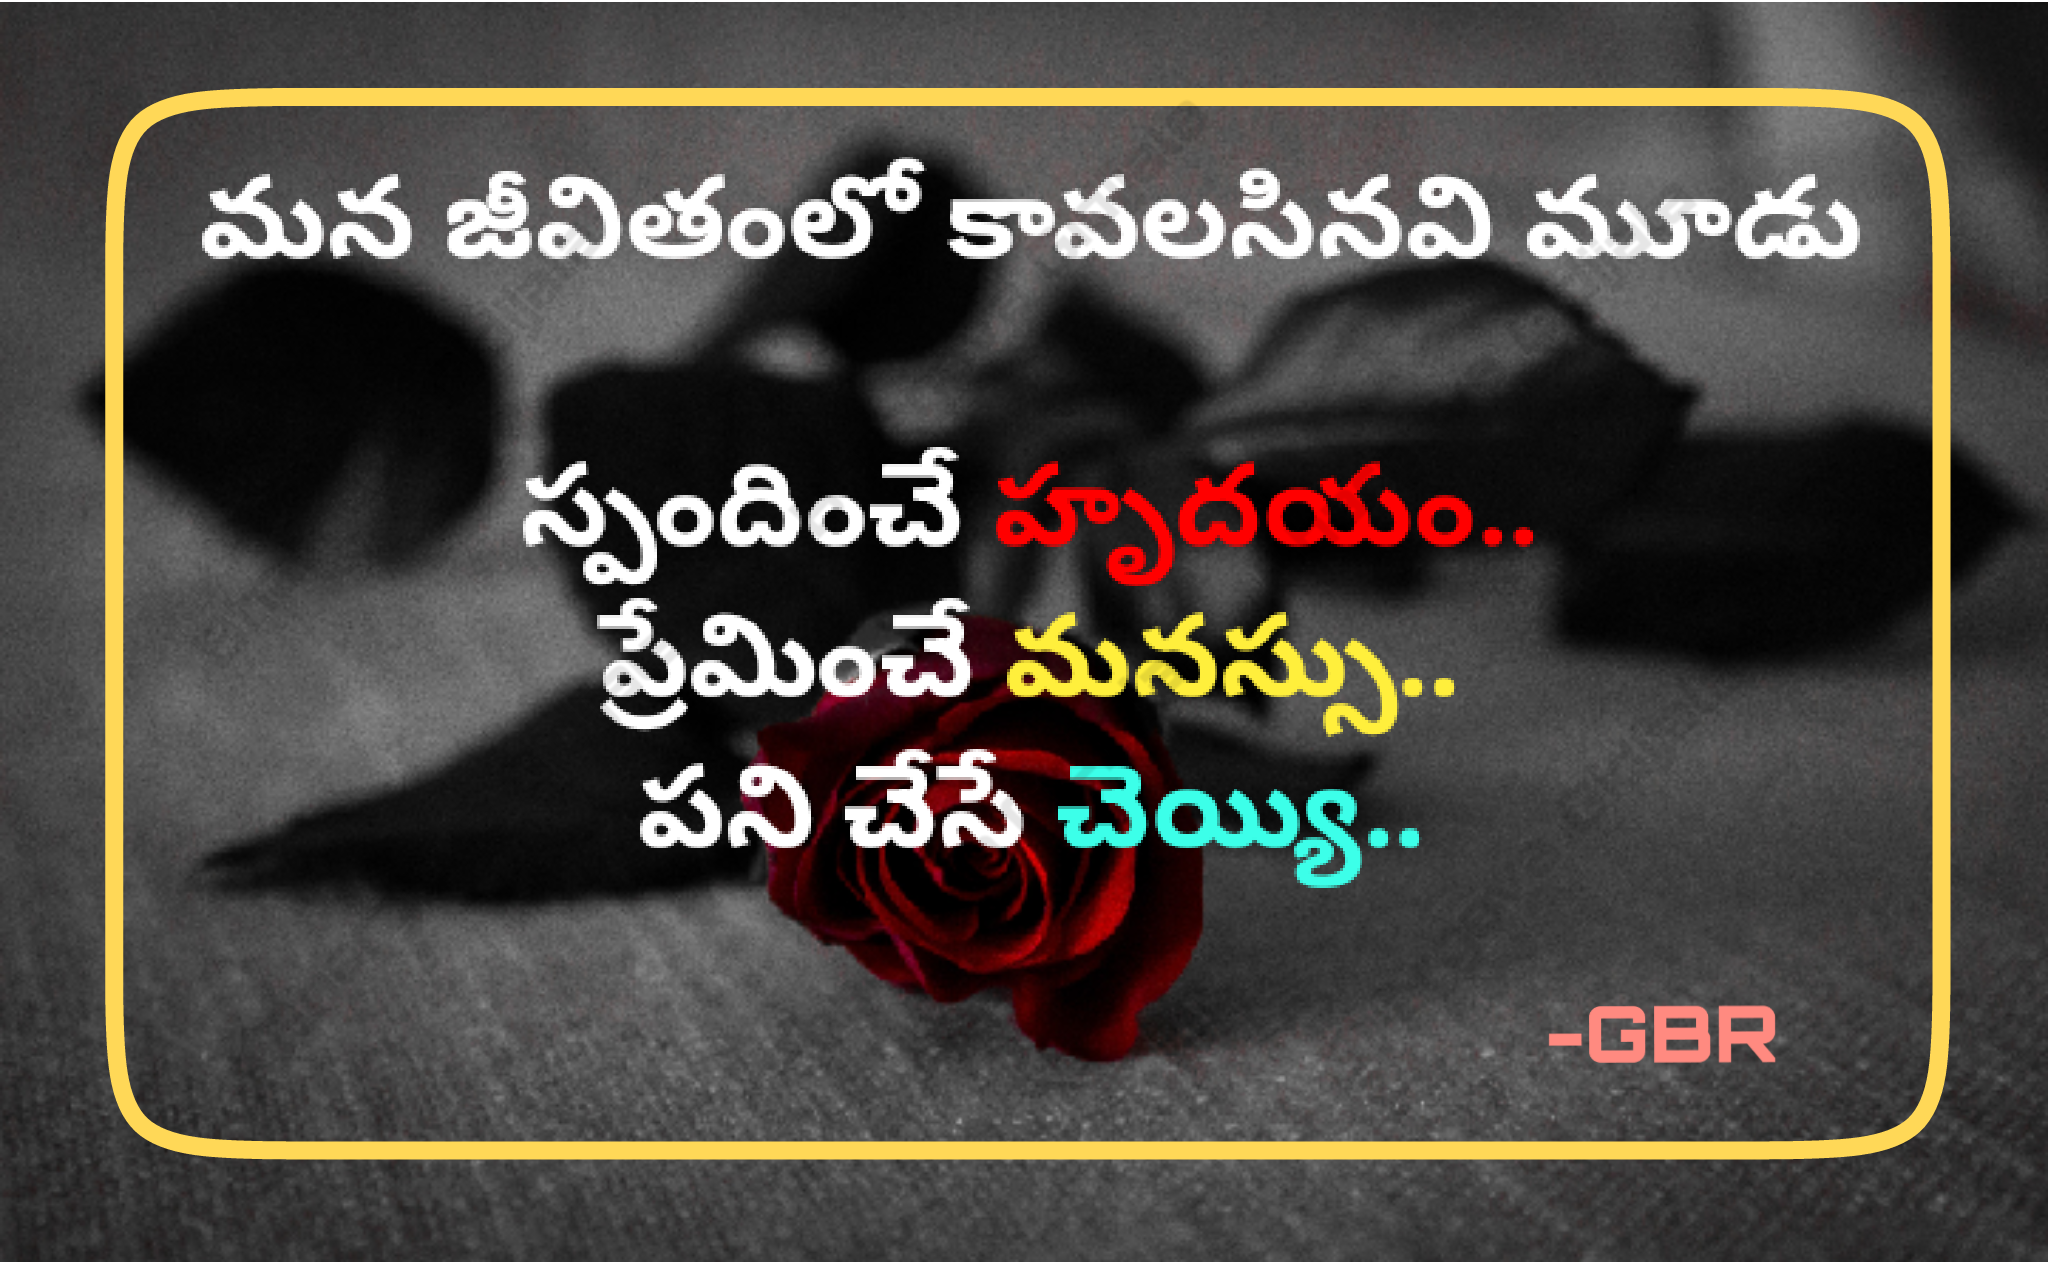 మన జీవితంలో కావలసినవి మూడు
స్పందించే హృదయం..
ప్రేమించే మనస్సు..
పని చేసే చెయ్యి..
-GBR